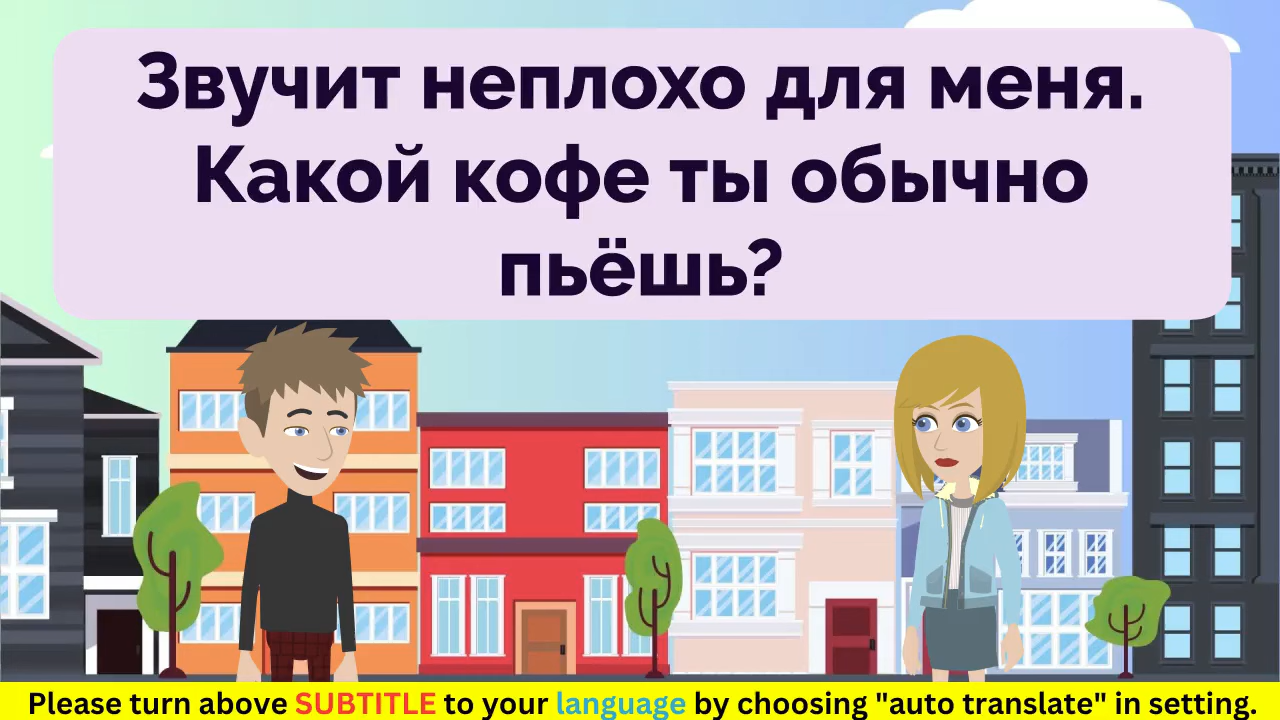 Звучит неплохо для меня.
Какой кофе ты обычно
пьёшь?
Please turn above SUBTITLE to your language by choosing "auto translate" in setting.